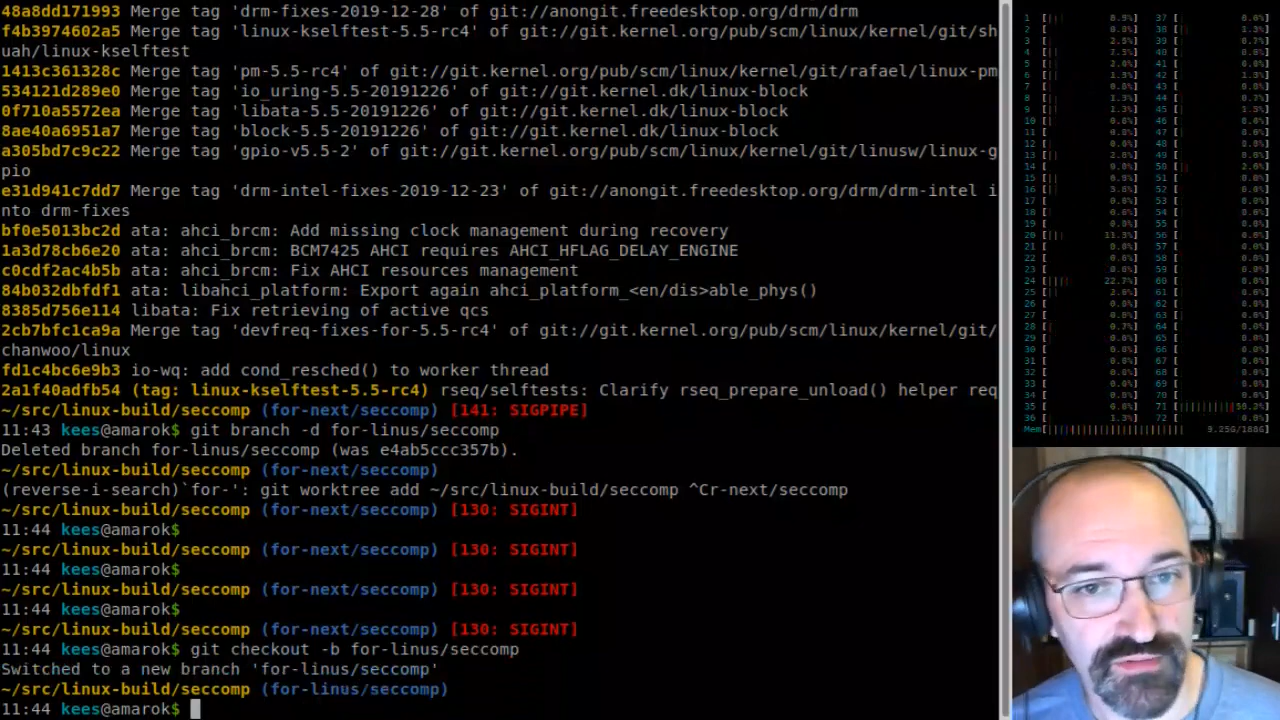 48a8dd171993 Merge tag 'drm-fixes-2019-12-28' of git://anongit.freedesktop.org/drm/drm
f4b3974602a5 Merge tag 'linux-kselftest-5.5-rc4' of git://git.kernel.org/pub/scm/linux/kernel/git/sh
uah/linux-kselftest
1413c361328c Merge tag 'pm-5.5-rc4' of git://git.kernel.org/pub/scm/linux/kernel/git/rafael/linux-pm
534121d289e0 Merge tag 'io_uring-5.5-20191226' of git://git.kernel.dk/linux-block
0f710a5572ea Merge tag 'libata-5.5-20191226' of git://git.kernel.dk/linux-block
8ae40a6951a7 Merge tag 'block-5.5-20191226' of git://git.kernel.dk/linux-block
a305bd7c9c22 Merge tag 'gpio-v5.5-2' of git://git.kernel.org/pub/scm/linux/kernel/git/linusw/linux-g
pio
e31d941c7dd7 Merge tag 'drm-intel-fixes-2019-12-23' of git://anongit.freedesktop.org/drm/drm-intel i
nto drm-fixes
bf0e5013bc2d ata: ahci_brcm: Add missing clock management during recovery
1a3d78cb6e20 ata: ahci_brcm: BCM7425 AHCI requires AHCI_HFLAG_DELAY_ENGINE
c0cdf2ac4b5b ata: ahci_brcm: Fix AHCI resources management
84b032dbfdf1 ata: libahci_platform: Export again ahci_platform_<en/dis>able_phys()
8385d756e114 libata: Fix retrieving of active qcs
2cb7bfc1ca9a Merge tag 'devfreq-fixes-for-5.5-rc4' of git://git.kernel.org/pub/scm/linux/kernel/git/
chanwoo/linux
fd1c4bc6e9b3 io-wq: add cond_resched() to worker thread
2a1f40adfb54 (tag: linux-kselftest-5.5-rc4) rseq/selftests: Clarify rseq_prepare_unload() helper req
~/src/linux-build/seccomp (for-next/seccomp) [141: SIGPIPE]
11:43 kees@amarok$ git branch -d for-linus/seccomp
Deleted branch for-linus/seccomp (was e4ab5ccc357b).
~/src/linux-build/seccomp (for-next/seccomp)
(reverse-i-search)`for-': git worktree add ~/src/linux-build/seccomp ^Cr-next/seccomp
~/src/linux-build/seccomp (for-next/seccomp) [130: SIGINT]
11:44 kees@amarok$
~/src/linux-build/seccomp (for-next/seccomp) [130: SIGINT]
11:44 kees@amarok$
~/src/linux-build/seccomp (for-next/seccomp) [130: SIGINT]
11:44 kees@amarok$
~/src/linux-build/seccomp (for-next/seccomp) [130: SIGINT]
11:44 kees@amarok$ git checkout -b for-linus/seccomp
Switched to a new branch 'for-linus/seccomp'
~/src/linux-build/seccomp (for-linus/seccomp)
11:44 kees@amarok$